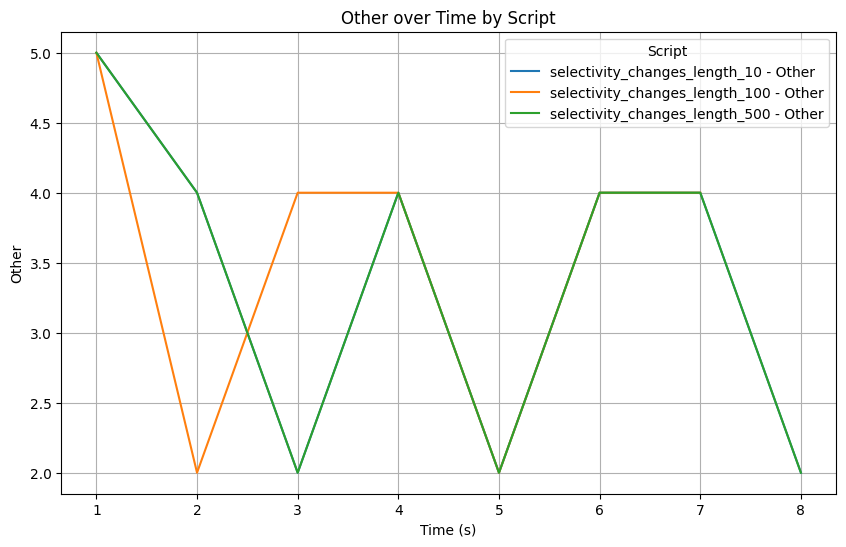 Other over Time by Script
Script
selectivity_changes_length_10 - Other
selectivity_changes_length_100 - Other
selectivity_changes_length_500 - Other
5.0
4.5
4.0
3.5
3.0
2.5
2.0
Other
1 2 3 4 5 6 7 8
Time (s)